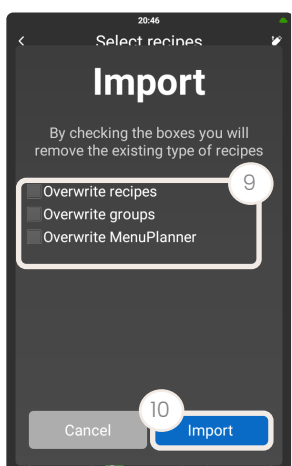 20:46
Select recipes
Import
By checking the boxes you will
remove the existing type of recipes
9
Overwrite recipes
Overwrite groups
Overwrite MenuPlanner
10
Cancel
Import